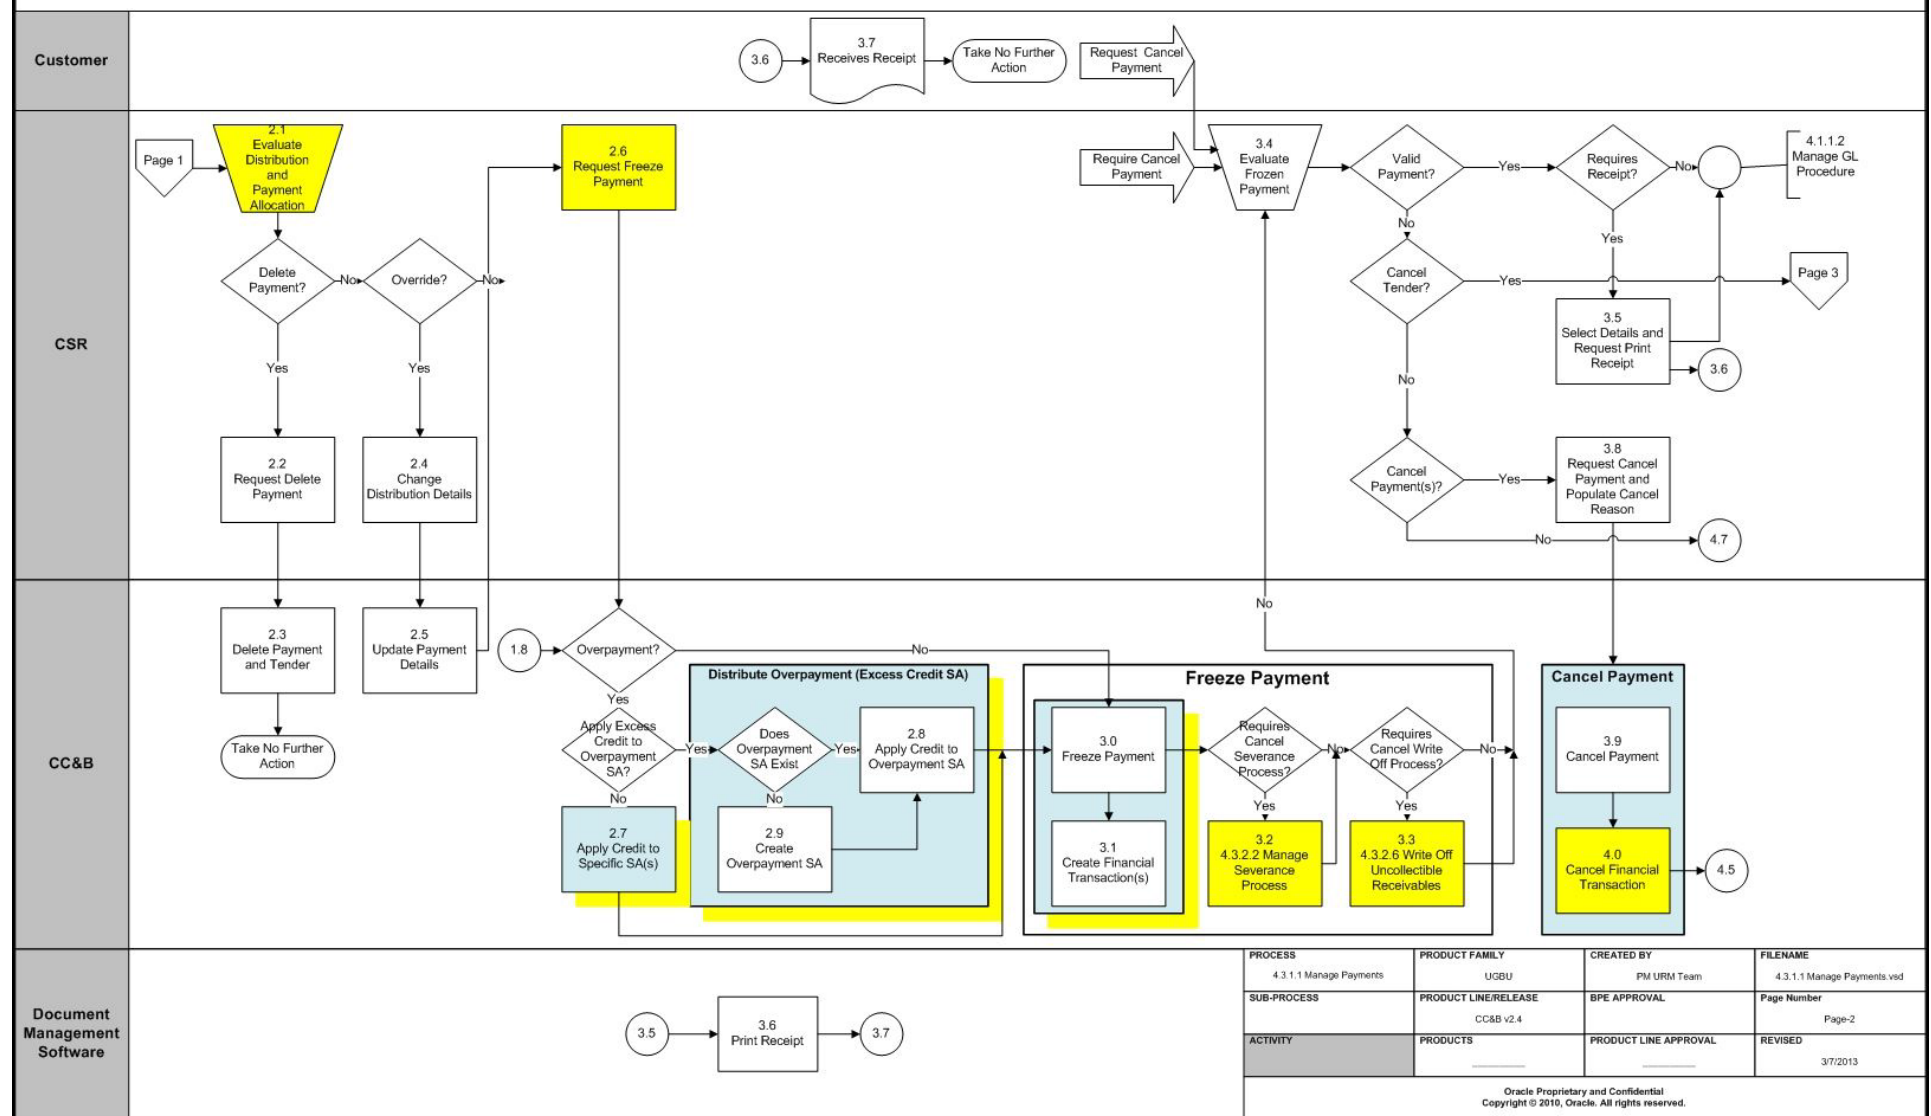 Customer
3.6
3.7
Receives Receipt
Take No Further
Action
Request Cancel
Payment
CSR
Page 1
2.1
Evaluate
Distribution
and
Payment
Allocation
2.6
Request Freeze
Payment
Require Cancel
Payment
3.4
Evaluate
Frozen
Payment
Valid
Payment?
Yes
Requires
Receipt?
No
4.1.1.2
Manage GL
Procedure
No
Yes
Delete
Payment?
No
Override?
No
Cancel
Tender?
Yes
Page 3
3.5
Select Details and
Request Print
Receipt
3.6
Yes
Yes
No
2.2
Request Delete
Payment
2.4
Change
Distribution Details
Cancel
Payment(s)?
Yes
3.8
Request Cancel
Payment and
Populate Cancel
Reason
No
4.7
CC&B
No
2.3
Delete Payment
and Tender
2.5
Update Payment
Details
1.8
Overpayment?
No
Yes
Take No Further
Action
Distribute Overpayment (Excess Credit SA)
Apply Excess
Credit to
Overpayment
SA?
Yes
Does
Overpayment
SA Exist
Yes
2.8
Apply Credit to
Overpayment SA
No
No
2.7
Apply Credit to
Specific SA(s)
2.9
Create
Overpayment SA
Freeze Payment
3.0
Freeze Payment
Requires
Cancel
Severance
Process?
No
Requires
Cancel Write
Off Process?
No
Yes
Yes
3.1
Create Financial
Transaction(s)
3.2
4.3.2.2 Manage
Severance
Process
3.3
4.3.2.6 Write Off
Uncollectible
Receivables
Cancel Payment
3.9
Cancel Payment
4.0
Cancel Financial
Transaction
4.5
Document
Management
Software
3.5
3.6
Print Receipt
3.7
PROCESS
4.3.1.1 Manage Payments
PRODUCT FAMILY
UGBU
CREATED BY
PM URM Team
FILENAME
4.3.1.1 Manage Payments.vsd
SUB-PROCESS
PRODUCT LINE/RELEASE
CC&B v2.4
BPE APPROVAL
Page Number
Page-2
ACTIVITY
PRODUCTS
PRODUCT LINE APPROVAL
REVISED
3/7/2013
Oracle Proprietary and Confidential
Copyright © 2010, Oracle. All rights reserved.